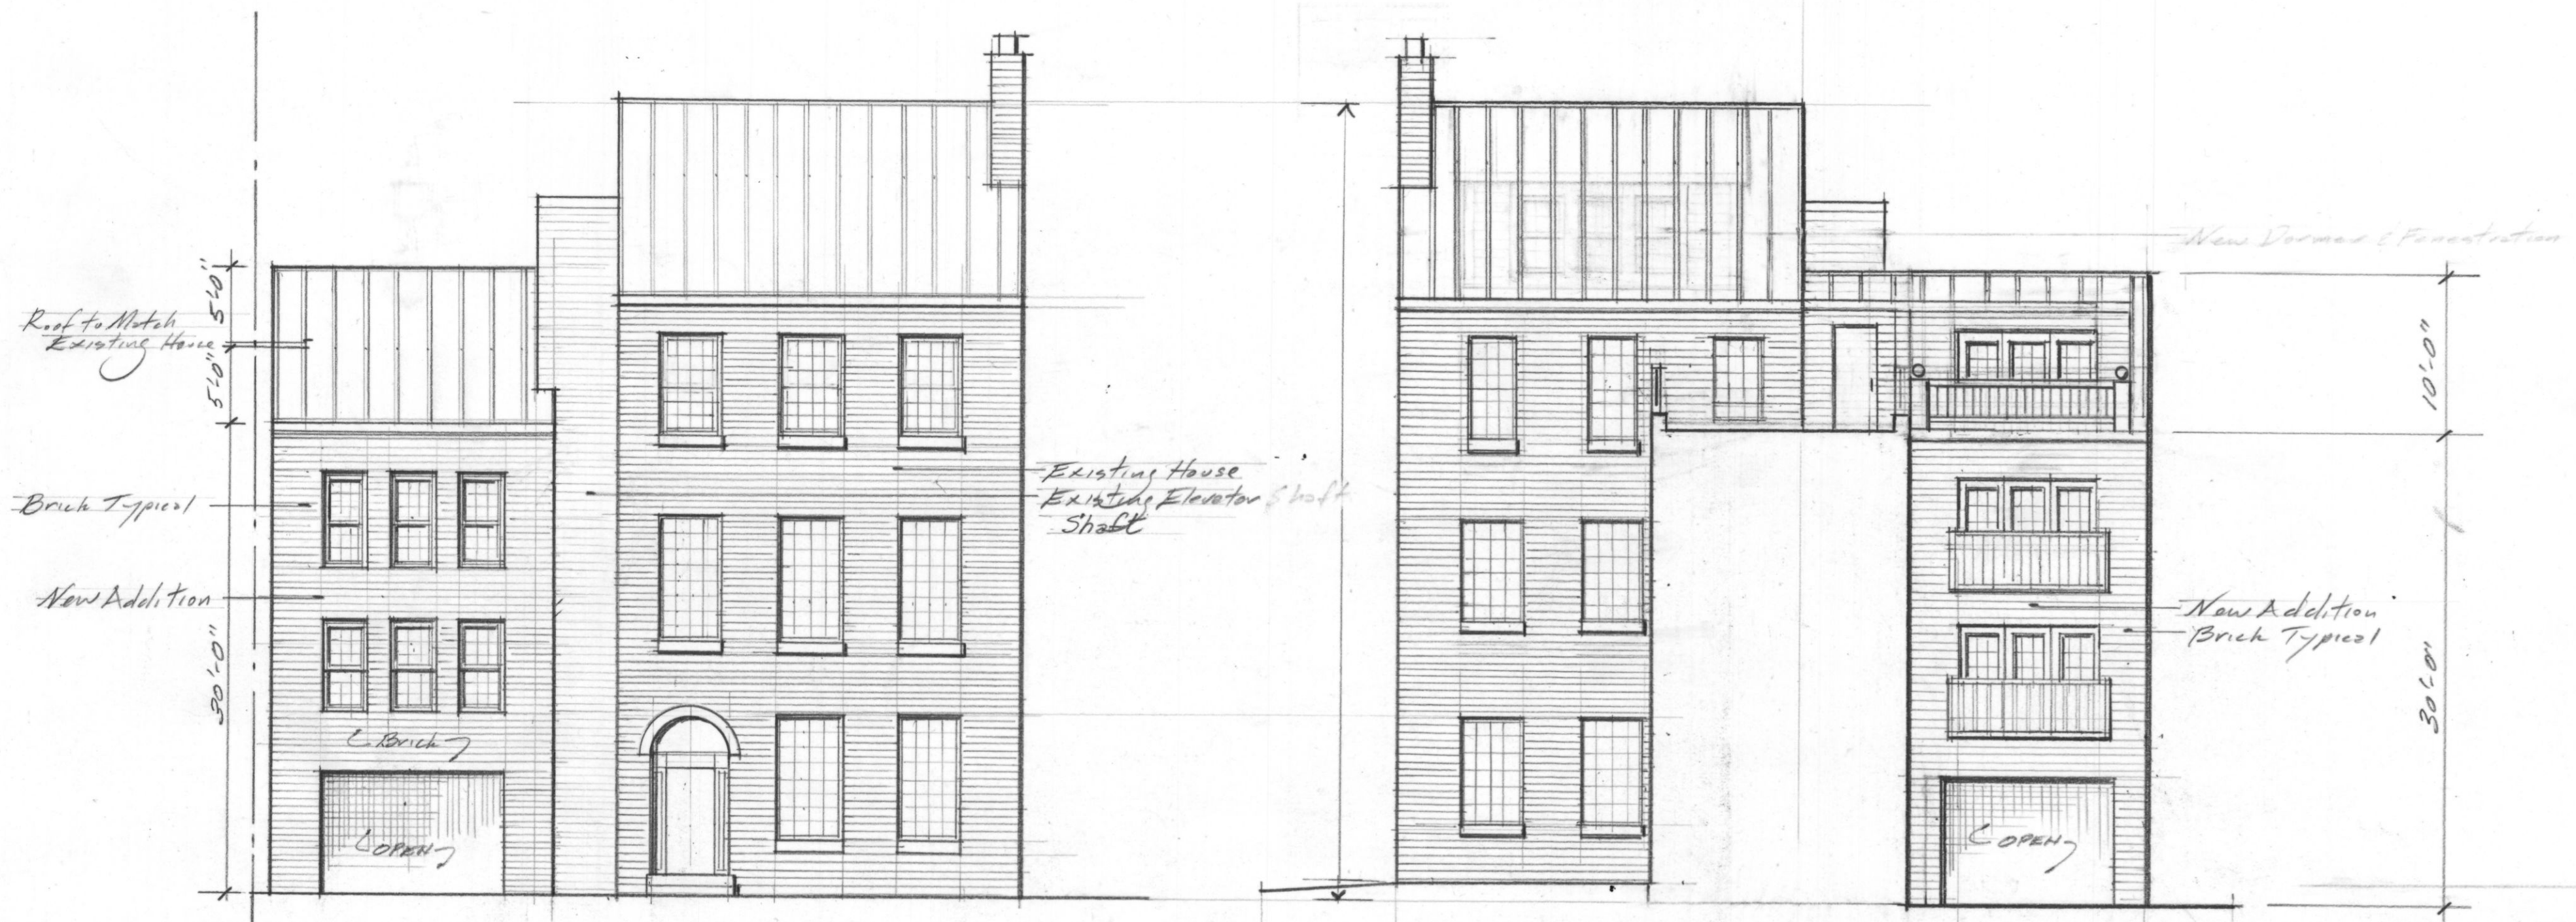 5'-0"
Roof to Match
Existing House
5'-0"
Brick Typical
New Addition
30'-0"
Brick
OPEN
Existing House
Existing Elevator Shaft
Shaft
New Dormer & Fenestration
10'-0"
New Addition
Brick Typical
30'-0"
OPEN